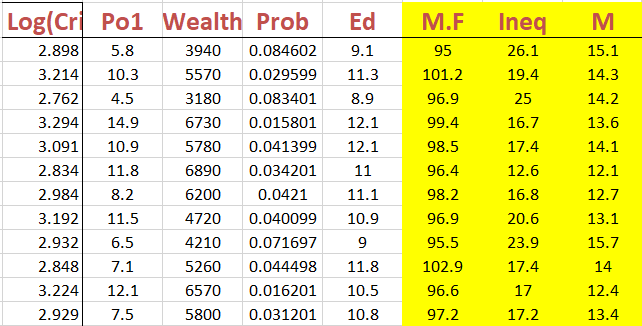 Log(Cri Po1 Wealth Prob Ed M.F Ineq M
2.898 5.8 3940 0.084602 9.1 95 26.1 15.1
3.214 10.3 5570 0.029599 11.3 101.2 19.4 14.3
2.762 4.5 3180 0.083401 8.9 96.9 25 14.2
3.294 14.9 6730 0.015801 12.1 99.4 16.7 13.6
3.091 10.9 5780 0.041399 12.1 98.5 17.4 14.1
2.834 11.8 6890 0.034201 11 96.4 12.6 12.1
2.984 8.2 6200 0.0421 11.1 98.2 16.8 12.7
3.192 11.5 4720 0.040099 10.9 96.9 20.6 13.1
2.932 6.5 4210 0.071697 9 95.5 23.9 15.7
2.848 7.1 5260 0.044498 11.8 102.9 17.4 14
3.224 12.1 6570 0.016201 10.5 96.6 17 12.4
2.929 7.5 5800 0.031201 10.8 97.2 17.2 13.4